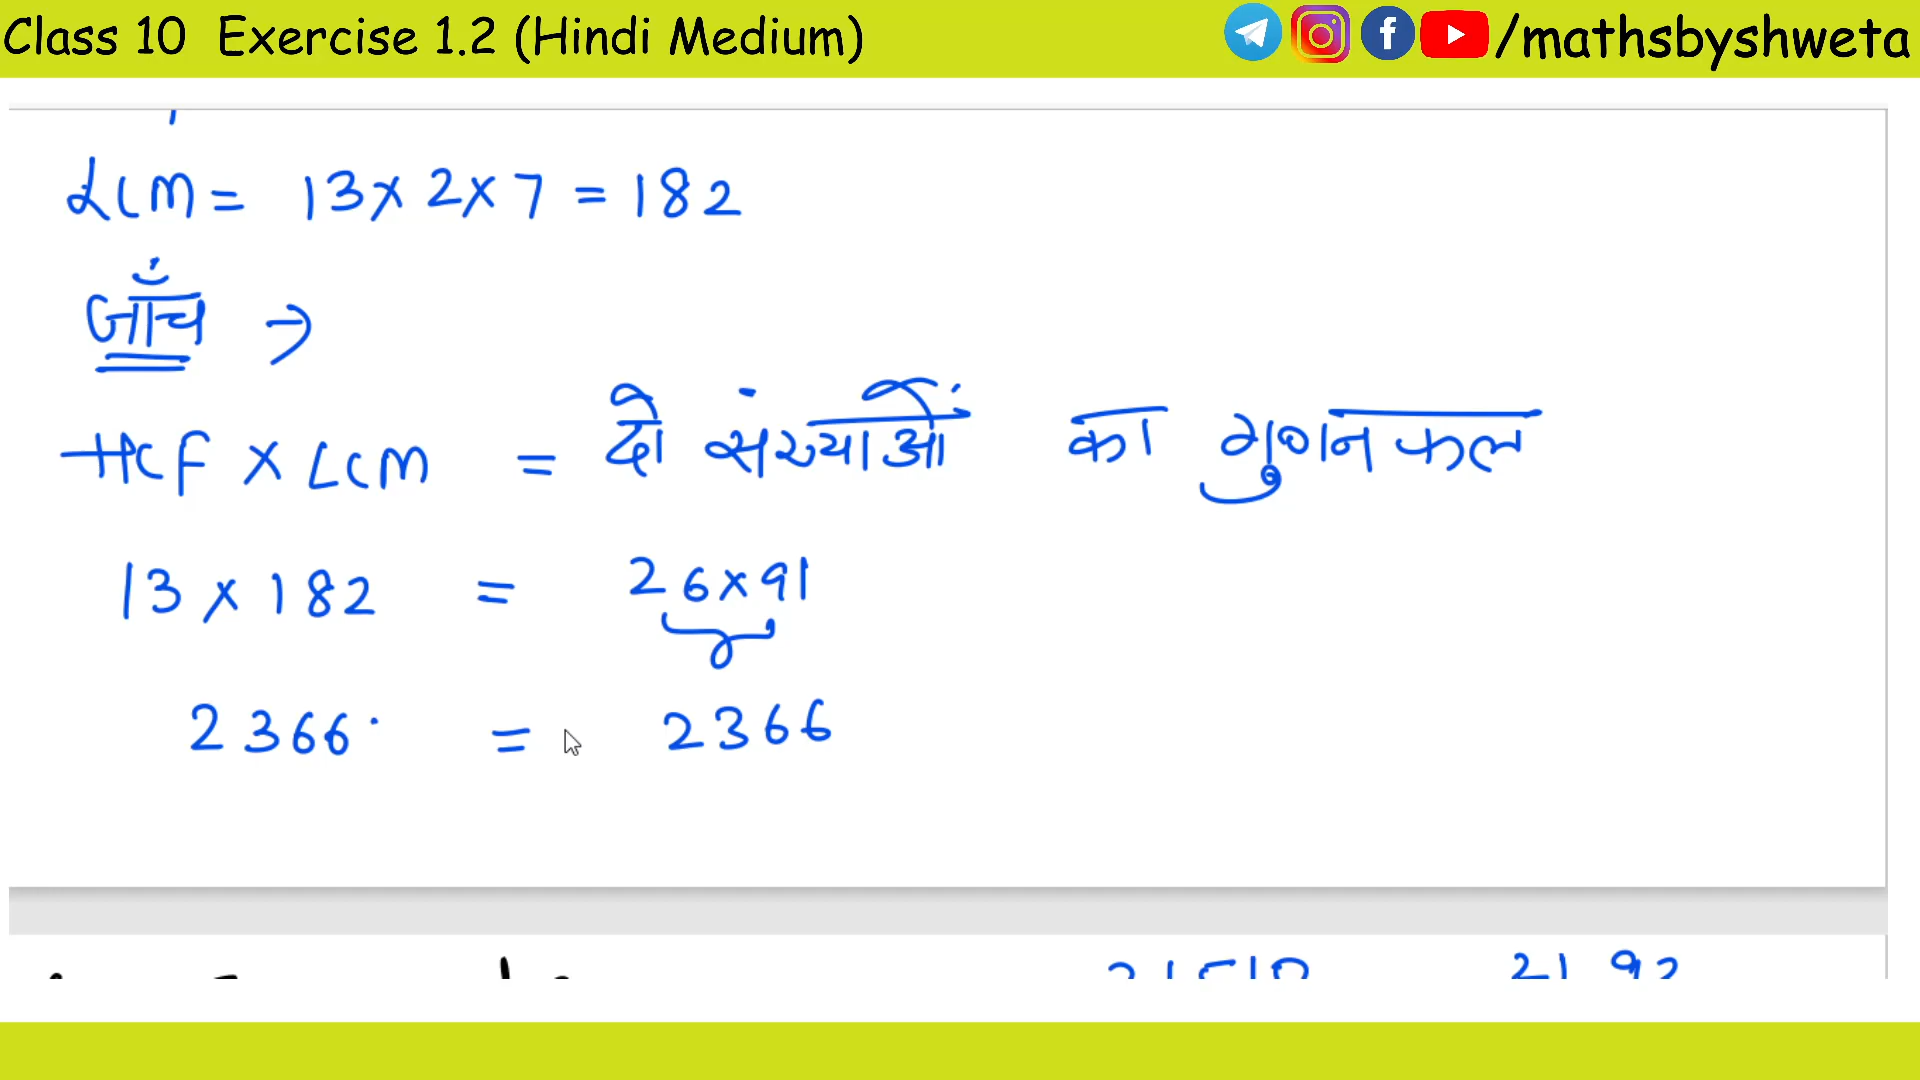 Class 10 Exercise 1.2 (Hindi Medium)
/mathsbyshweta
LCM = 13 x 2 x 7 = 182
जाँच →
HCF x LCM = दो संख्याओं का गुणनफल
13 x 182 = 26 x 91
2366 = 2366